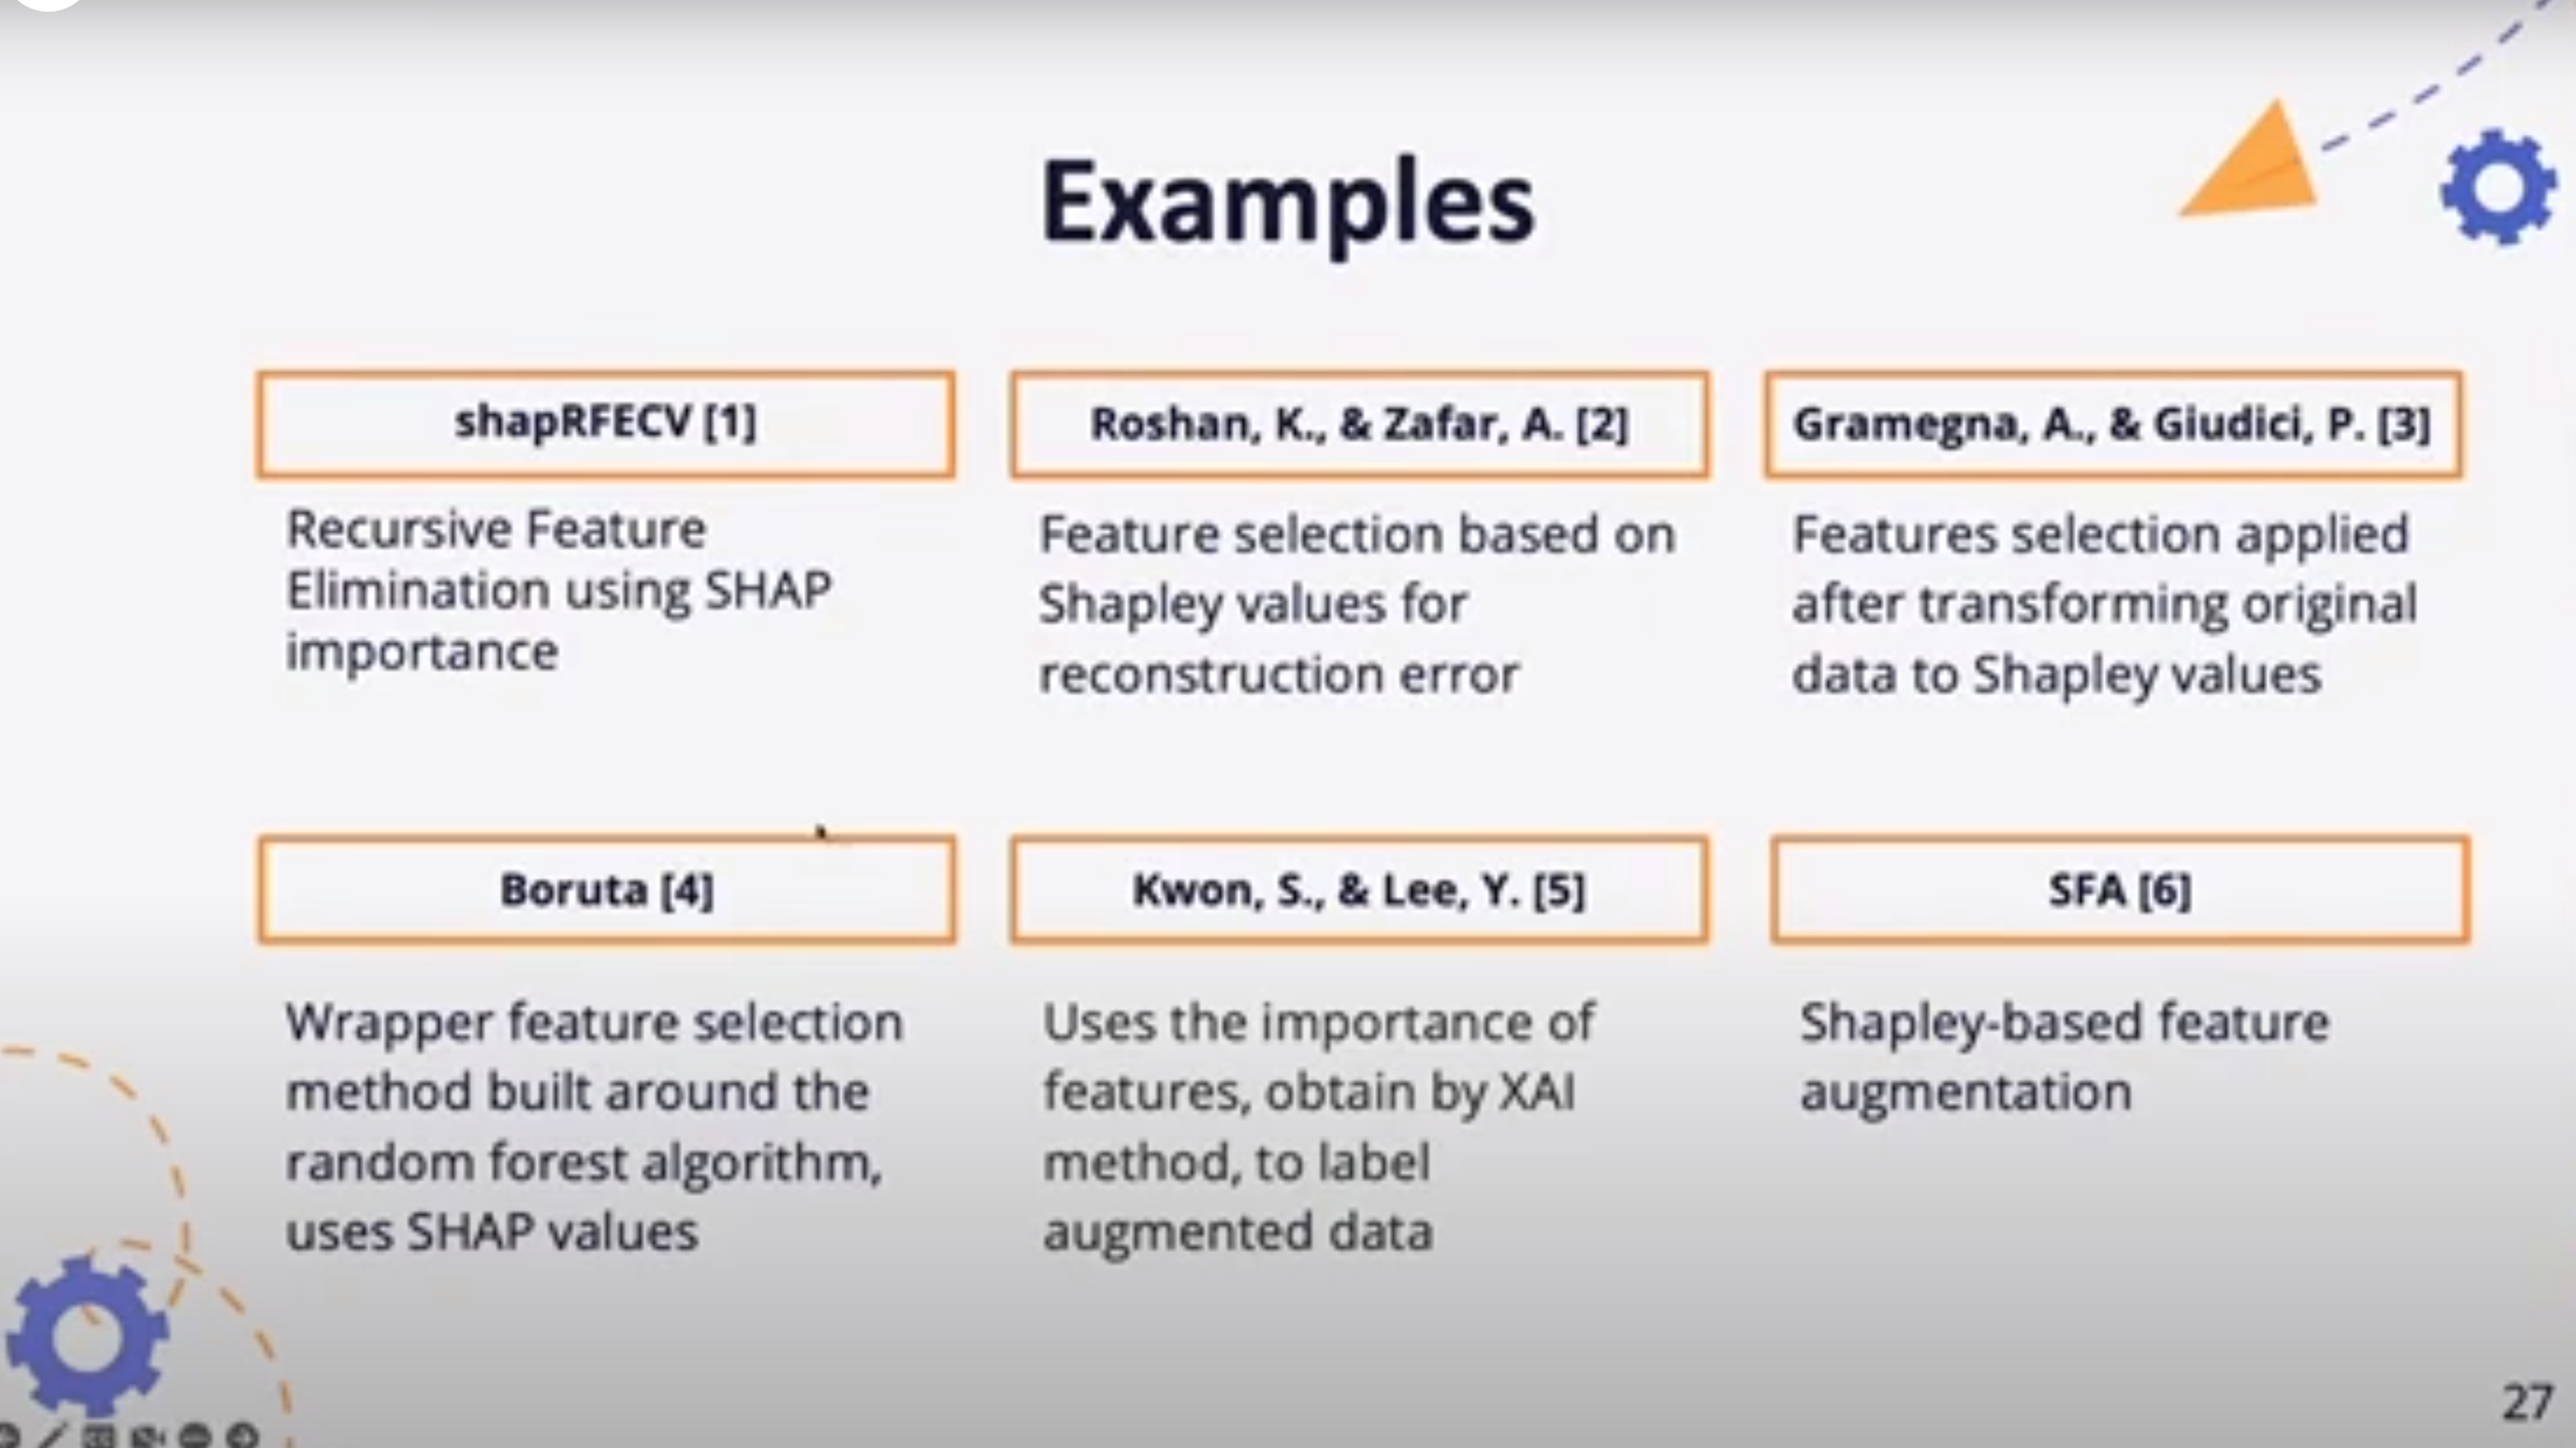 Examples
shapRFECV [1]
Recursive Feature
Elimination using SHAP
importance
Roshan, K., & Zafar, A. [2]
Feature selection based on
Shapley values for
reconstruction error
Gramegna, A., & Giudici, P. [3]
Features selection applied
after transforming original
data to Shapley values
Boruta [4]
Wrapper feature selection
method built around the
random forest algorithm,
uses SHAP values
Kwon, S., & Lee, Y. [5]
Uses the importance of
features, obtain by XAI
method, to label
augmented data
SFA [6]
Shapley-based feature
augmentation
27